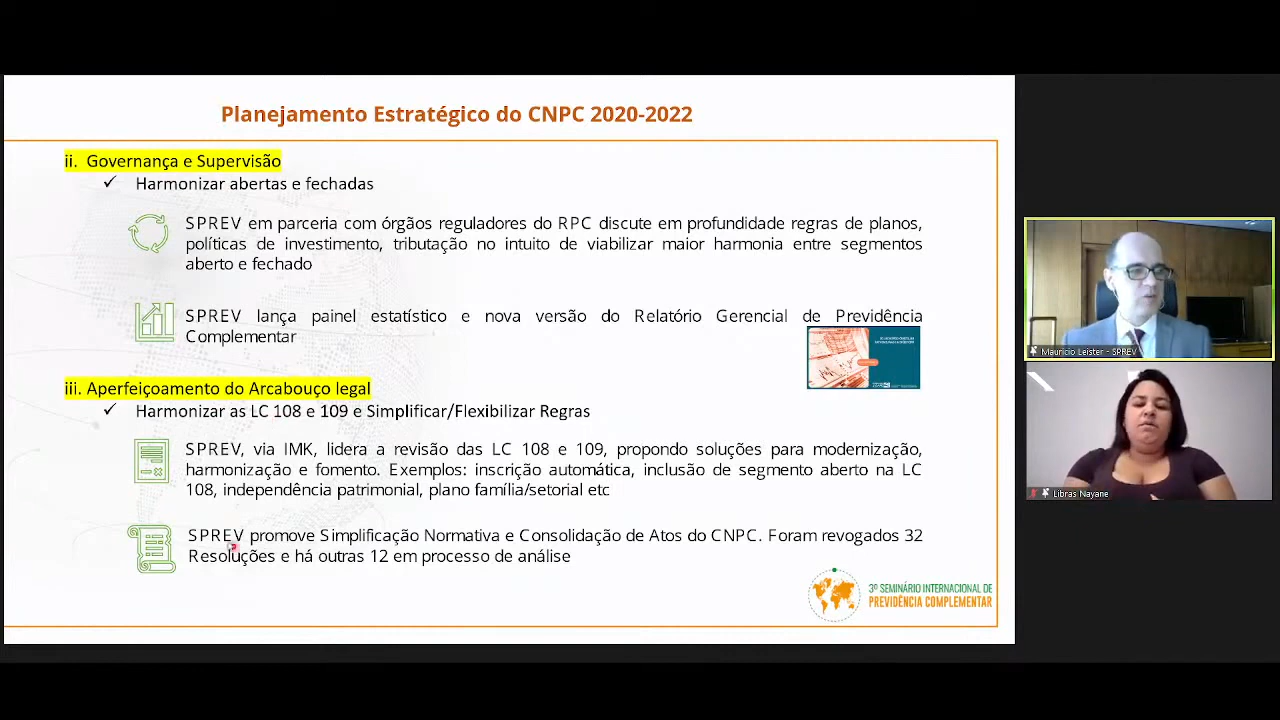 Planejamento Estratégico do CNPC 2020-2022
ii. Governança e Supervisão
✓ Harmonizar abertas e fechadas
SPREV em parceria com órgãos reguladores do RPC discute em profundidade regras de planos,
políticas de investimento, tributação no intuito de viabilizar maior harmonia entre segmentos
aberto e fechado
SPREV lança painel estatístico e nova versão do Relatório Gerencial de Previdência
Complementar
iii. Aperfeiçoamento do Arcabouço legal
✓ Harmonizar as LC 108 e 109 e Simplificar/Flexibilizar Regras
SPREV, via IMK, lidera a revisão das LC 108 e 109, propondo soluções para modernização,
harmonização e fomento. Exemplos: inscrição automática, inclusão de segmento aberto na LC
108, independência patrimonial, plano família/setorial etc
SPREV promove Simplificação Normativa e Consolidação de Atos do CNPC. Foram revogados 32
Resoluções e há outras 12 em processo de análise
3º SEMINÁRIO INTERNACIONAL DE
PREVIDÊNCIA COMPLEMENTAR
Mauricio Leister - SPREV
Libras Nayane